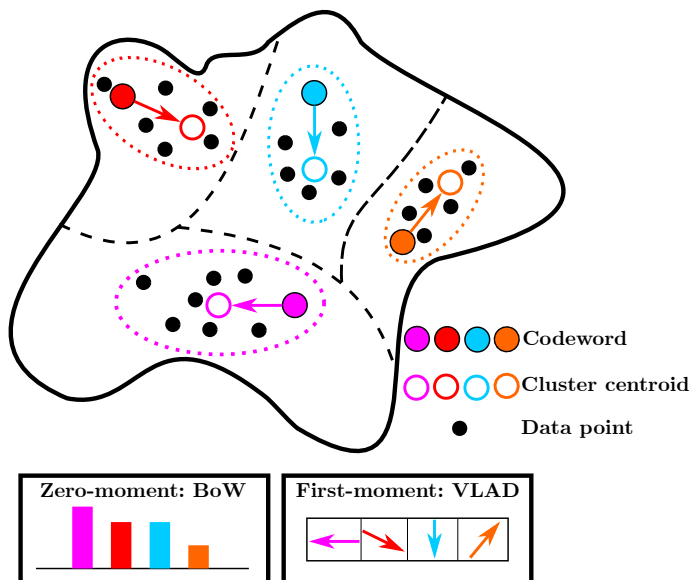 Codeword
Cluster centroid
Data point
Zero-moment: BoW
First-moment: VLAD